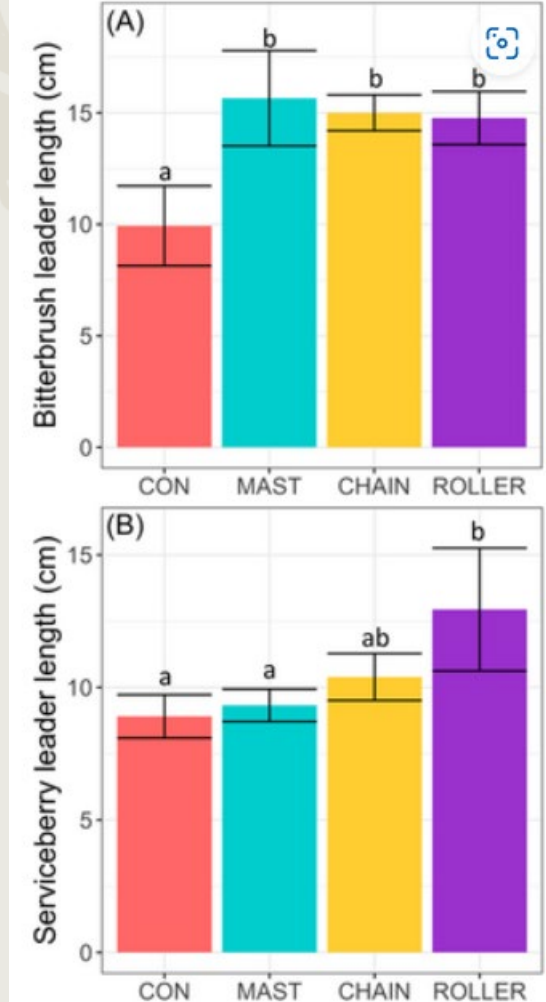 (A)
Bitterbrush leader length (cm)
15
10
5
0
a
b
b
b
CON MAST CHAIN ROLLER
(B)
Serviceberry leader length (cm)
15
10
5
0
a
a
ab
b
CON MAST CHAIN ROLLER